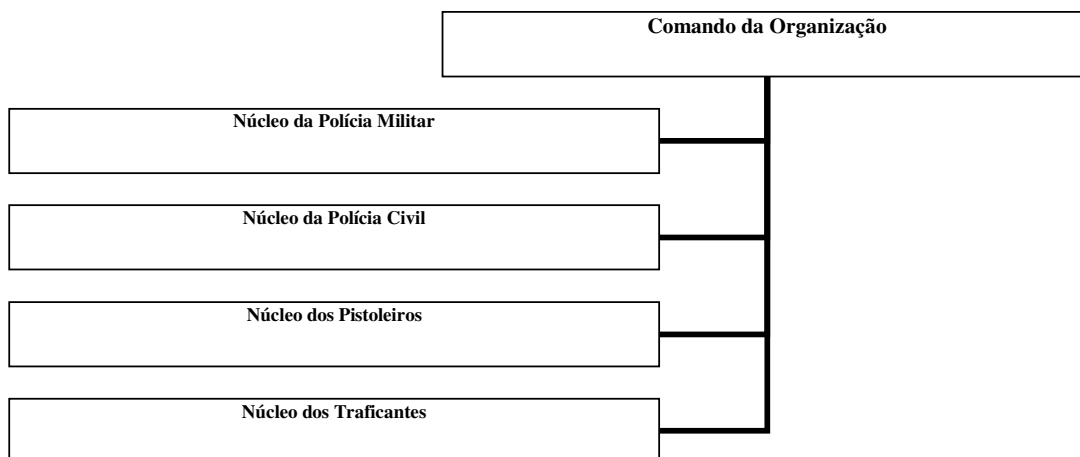 Comando da Organização
Núcleo da Polícia Militar
Núcleo da Polícia Civil
Núcleo dos Pistoleiros
Núcleo dos Traficantes